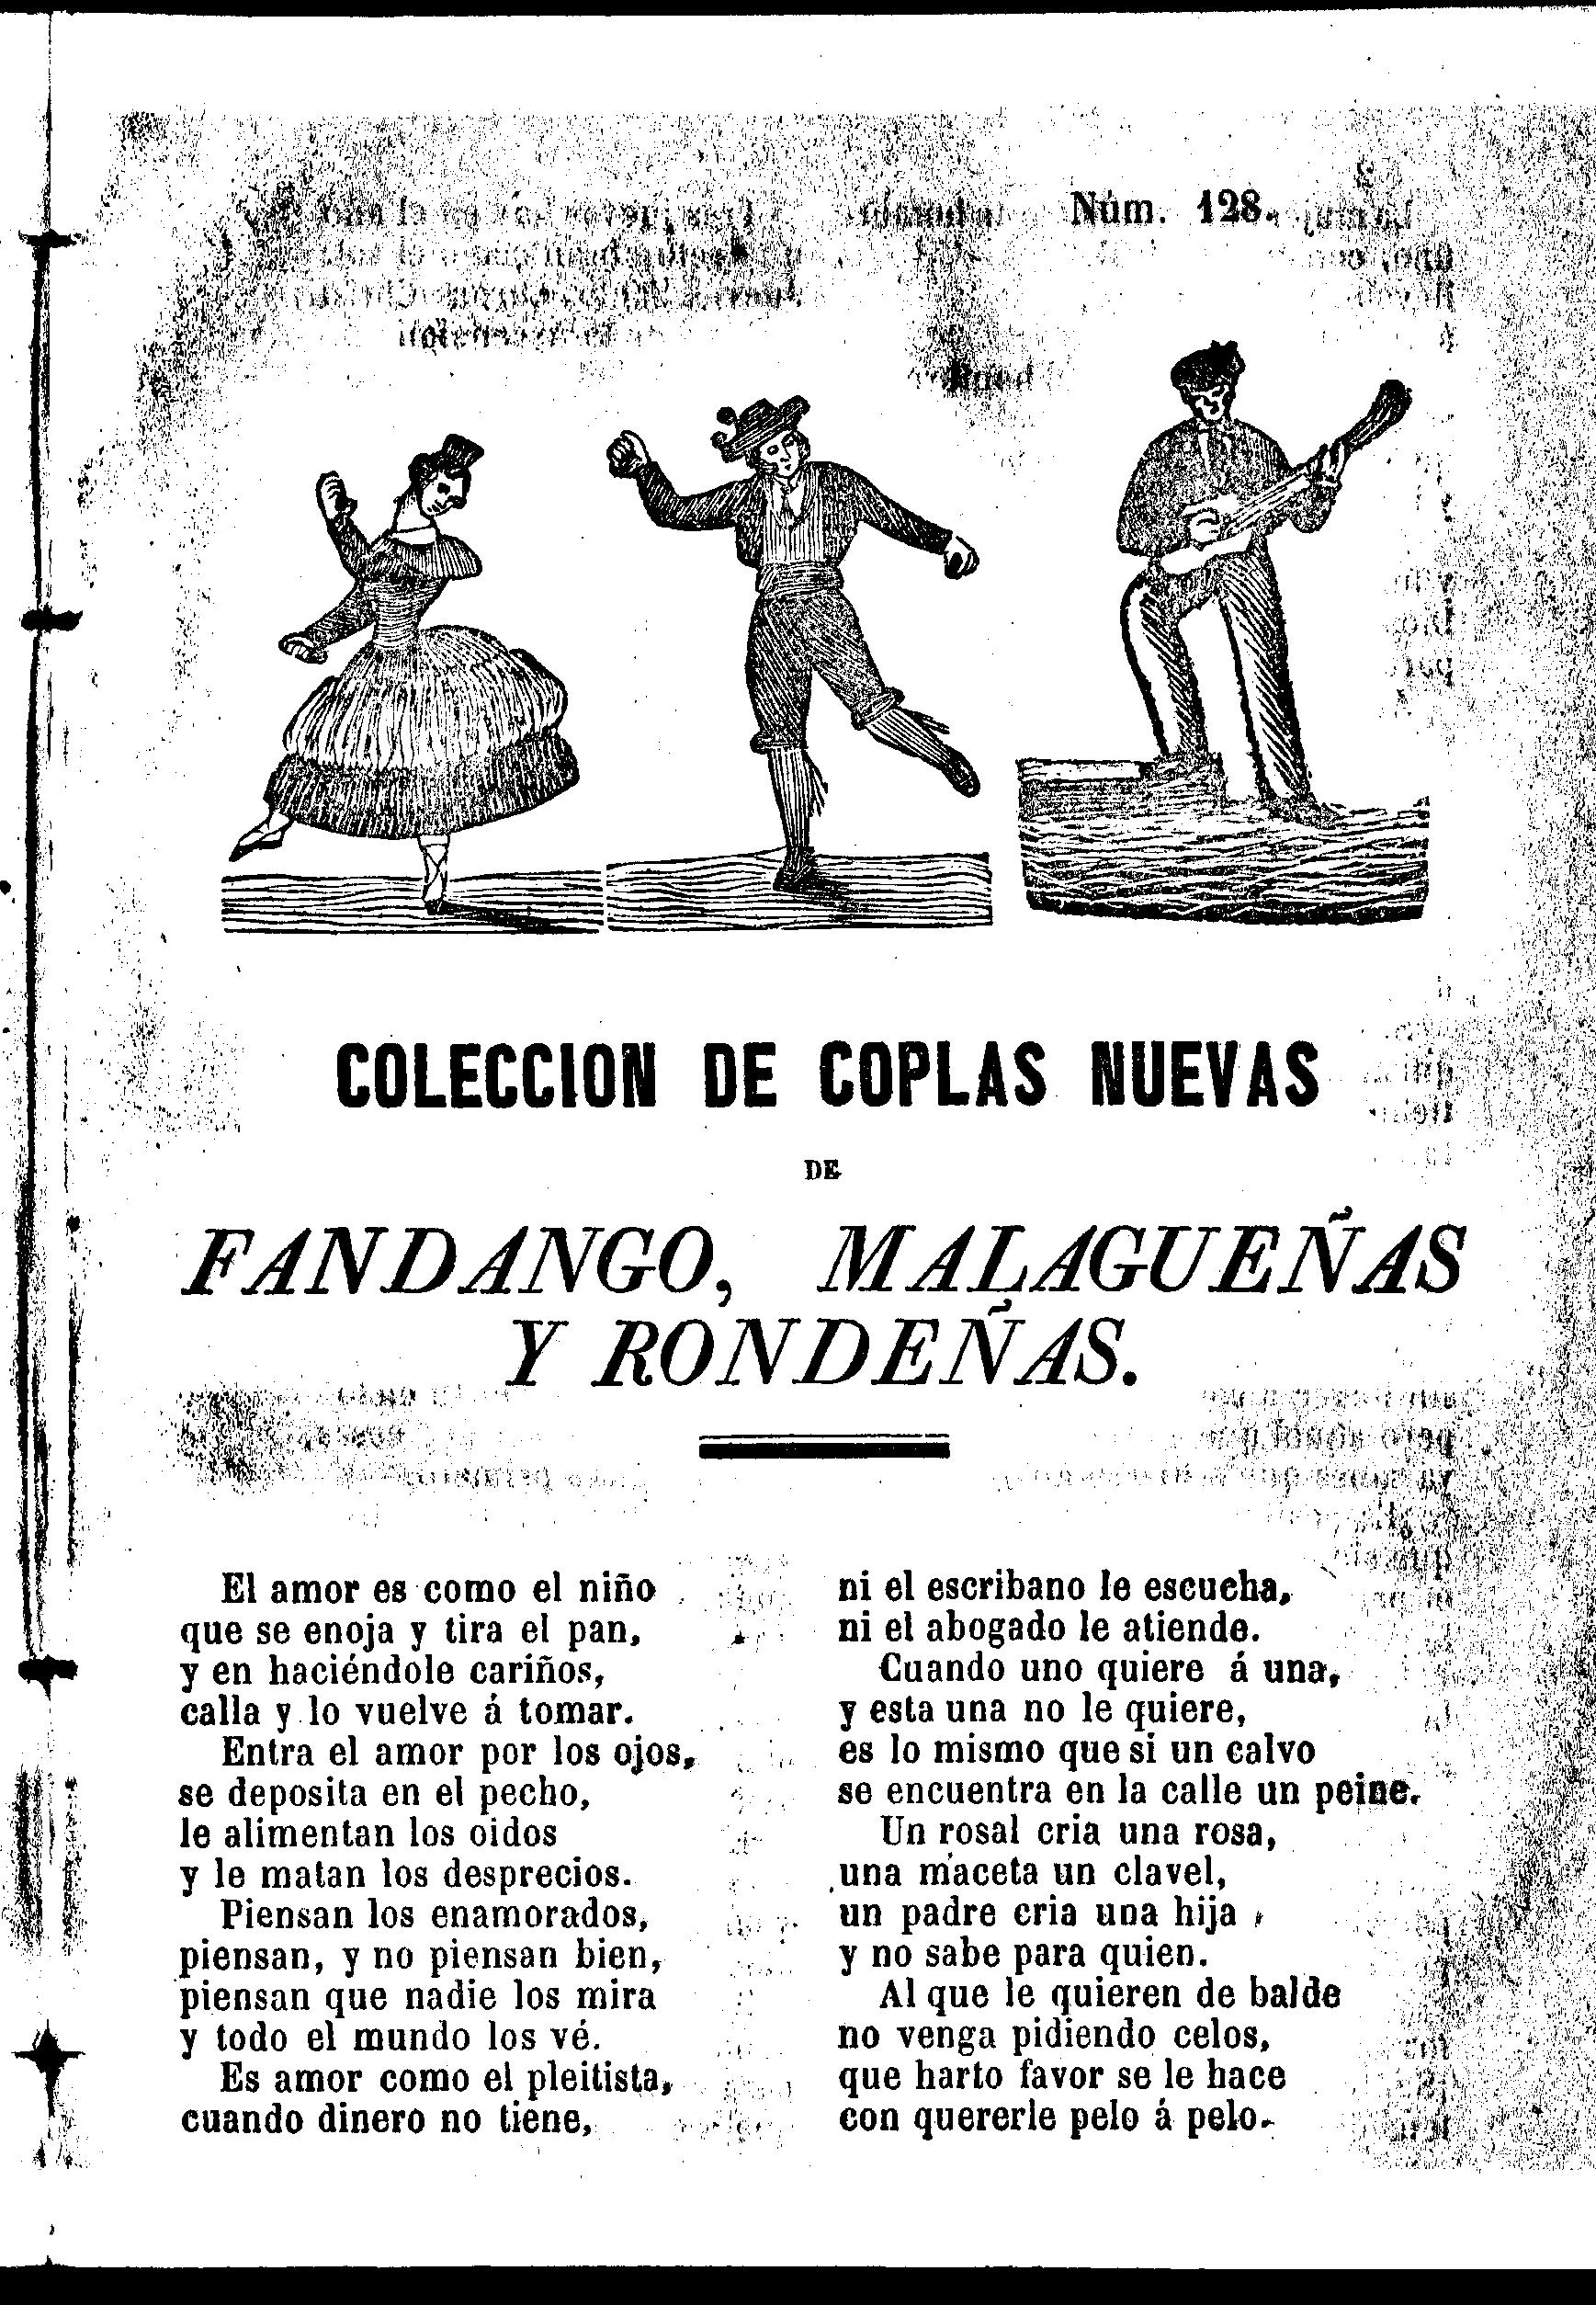 Núm. 128.
COLECCION DE COPLAS NUEVAS
DE
FANDANGO, MALAGUEÑAS
Y RONDEÑAS.
El amor es como el niño
que se enoja y tira el pan,
y en haciéndole cariños,
calla y lo vuelve á tomar.
Entra el amor por los ojos,
se deposita en el pecho,
le alimentan los oidos
y le matan los desprecios.
Piensan los enamorados,
piensan, y no piensan bien,
piensan que nadie los mira
y todo el mundo los vé.
Es amor como el pleitista,
cuando dinero no tiene,
ni el escribano le escucha,
ni el abogado le atiende.
Cuando uno quiere á una,
y esta una no le quiere,
es lo mismo que si un calvo
se encuentra en la calle un peine.
Un rosal cria una rosa,
una maceta un clavel,
un padre cria una hija,
y no sabe para quien.
Al que le quieren de balde
no venga pidiendo celos,
que harto favor se le hace
con quererle pelo á pelo.